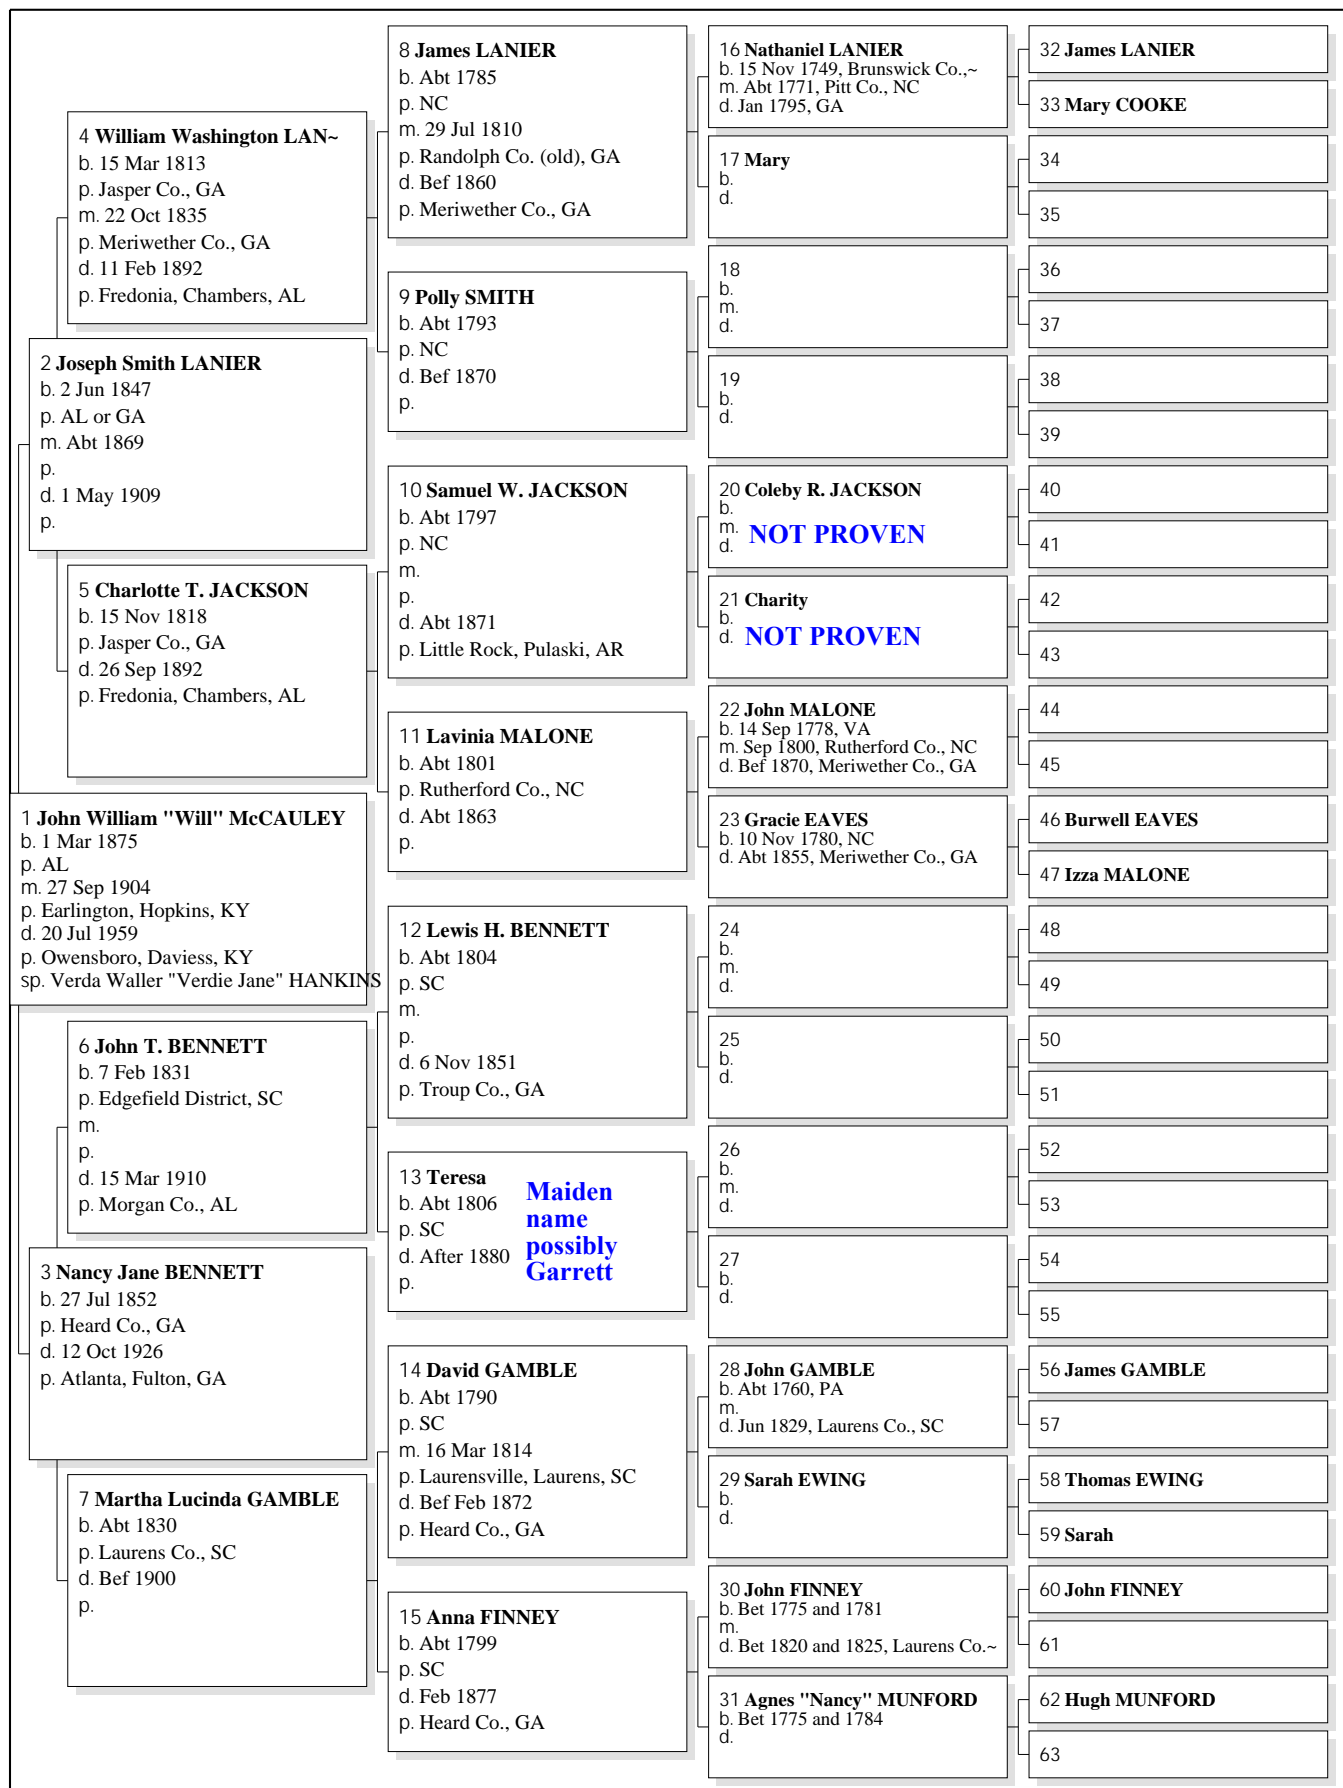 1 John William "Will" McCAULEY
b. 1 Mar 1875
p. AL
m. 27 Sep 1904
p. Earlington, Hopkins, KY
d. 20 Jul 1959
p. Owensboro, Daviess, KY
sp. Verda Waller "Verdie Jane" HANKINS
2 Joseph Smith LANIER
b. 2 Jun 1847
p. AL or GA
m. Abt 1869
p.
d. 1 May 1909
p.
3 Nancy Jane BENNETT
b. 27 Jul 1852
p. Heard Co., GA
d. 12 Oct 1926
p. Atlanta, Fulton, GA
4 William Washington LAN~
b. 15 Mar 1813
p. Jasper Co., GA
m. 22 Oct 1835
p. Meriwether Co., GA
d. 11 Feb 1892
p. Fredonia, Chambers, AL
5 Charlotte T. JACKSON
b. 15 Nov 1818
p. Jasper Co., GA
d. 26 Sep 1892
p. Fredonia, Chambers, AL
6 John T. BENNETT
b. 7 Feb 1831
p. Edgefield District, SC
m.
p.
d. 15 Mar 1910
p. Morgan Co., AL
7 Martha Lucinda GAMBLE
b. Abt 1830
p. Laurens Co., SC
d. Bef 1900
p.
8 James LANIER
b. Abt 1785
p. NC
m. 29 Jul 1810
p. Randolph Co. (old), GA
d. Bef 1860
p. Meriwether Co., GA
9 Polly SMITH
b. Abt 1793
p. NC
d. Bef 1870
p.
10 Samuel W. JACKSON
b. Abt 1797
p. NC
m.
p.
d. Abt 1871
p. Little Rock, Pulaski, AR
11 Lavinia MALONE
b. Abt 1801
p. Rutherford Co., NC
d. Abt 1863
p.
12 Lewis H. BENNETT
b. Abt 1804
p. SC
m.
p.
d. 6 Nov 1851
p. Troup Co., GA
13 Teresa
b. Abt 1806
p. SC
d. After 1880
p.
Maiden
name
possibly
Garrett
14 David GAMBLE
b. Abt 1790
p. SC
m. 16 Mar 1814
p. Laurensville, Laurens, SC
d. Bef Feb 1872
p. Heard Co., GA
15 Anna FINNEY
b. Abt 1799
p. SC
d. Feb 1877
p. Heard Co., GA
16 Nathaniel LANIER
b. 15 Nov 1749, Brunswick Co.,~
m. Abt 1771, Pitt Co., NC
d. Jan 1795, GA
17 Mary
b.
d.
18
b.
m.
d.
19
b.
d.
20 Coleby R. JACKSON
b.
m.
d.
NOT PROVEN
21 Charity
b.
d.
NOT PROVEN
22 John MALONE
b. 14 Sep 1778, VA
m. Sep 1800, Rutherford Co., NC
d. Bef 1870, Meriwether Co., GA
23 Gracie EAVES
b. 10 Nov 1780, NC
d. Abt 1855, Meriwether Co., GA
24
b.
m.
d.
25
b.
d.
26
b.
m.
d.
27
b.
d.
28 John GAMBLE
b. Abt 1760, PA
m.
d. Jun 1829, Laurens Co., SC
29 Sarah EWING
b.
d.
30 John FINNEY
b. Bet 1775 and 1781
m.
d. Bet 1820 and 1825, Laurens Co.~
31 Agnes "Nancy" MUNFORD
b. Bet 1775 and 1784
d.
32 James LANIER
33 Mary COOKE
34
35
36
37
38
39
40
41
42
43
44
45
46 Burwell EAVES
47 Izza MALONE
48
49
50
51
52
53
54
55
56 James GAMBLE
57
58 Thomas EWING
59 Sarah
60 John FINNEY
61
62 Hugh MUNFORD
63